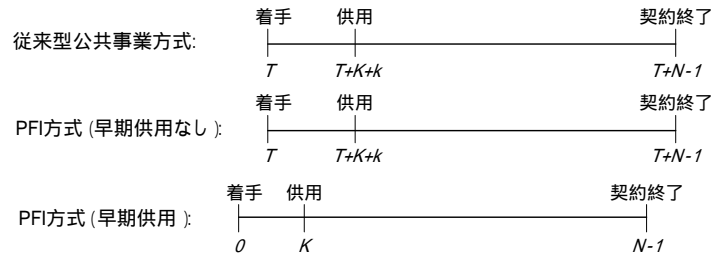 着手 供用 契約終了
従来型公共事業方式:
T T+K+k T+N-1
着手 供用 契約終了
PFI方式 (早期供用なし ):
T T+K+k T+N-1
着手 供用 契約終了
PFI方式 (早期供用 ):
0 K N-1